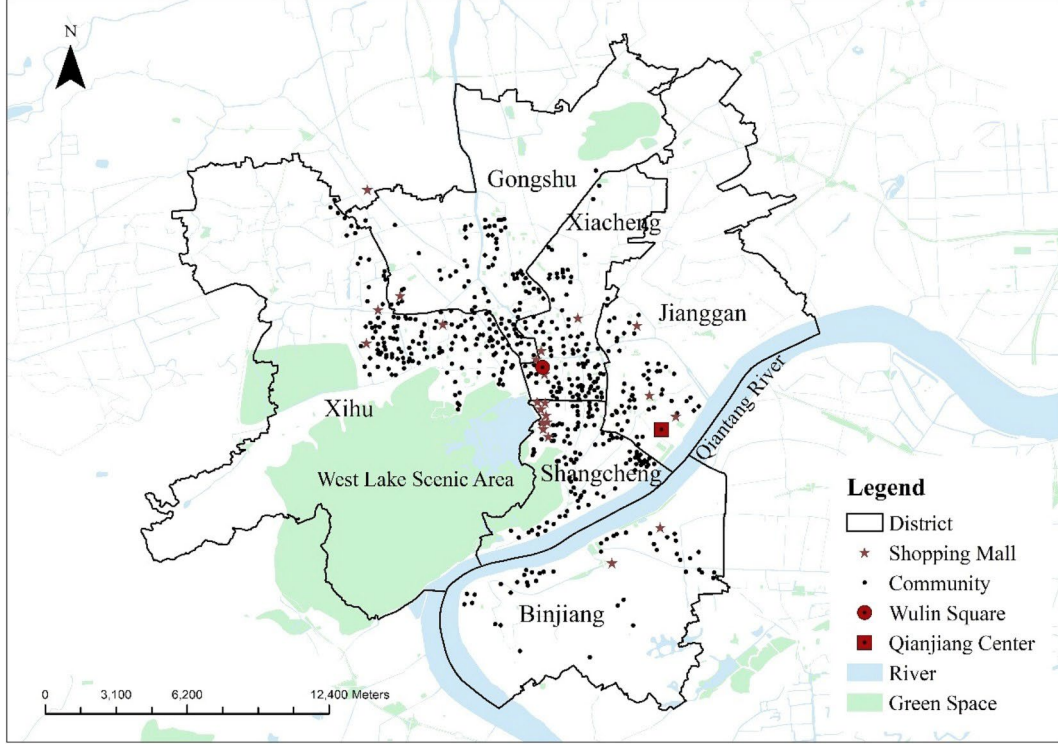 N
Gongshu
Xiacheng
Jianggan
Qiantang River
Xihu
West Lake Scenic Area
Shangcheng
Binjiang
Legend
District
Shopping Mall
Community
Wulin Square
Qianjiang Center
River
Green Space
0 3,100 6,200 12,400 Meters